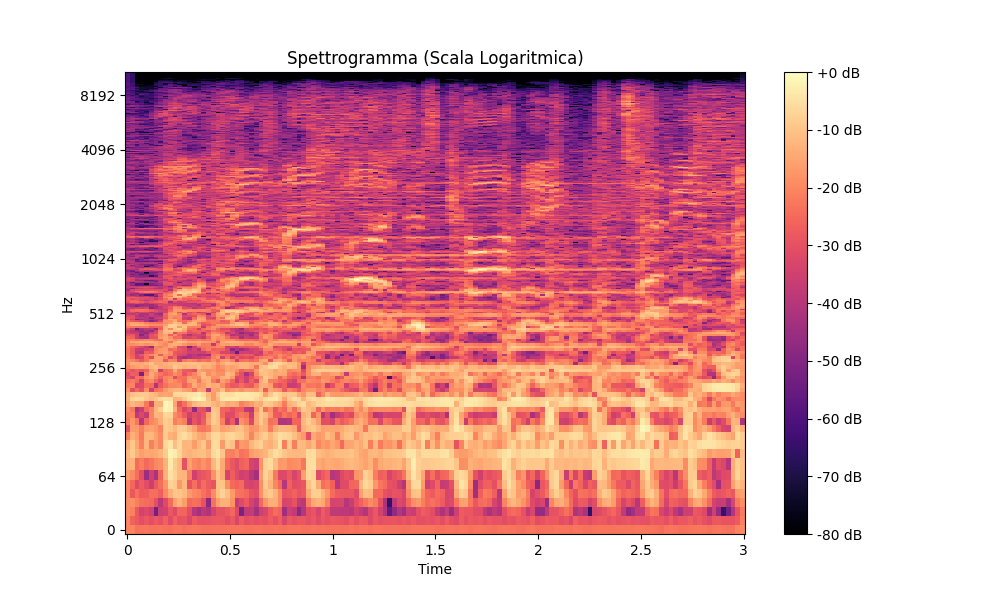 Spettrogramma (Scala Logaritmica)
Hz
8192
4096
2048
1024
512
256
128
64
0
0
0.5
1
1.5
2
2.5
3
Time
+0 dB
-10 dB
-20 dB
-30 dB
-40 dB
-50 dB
-60 dB
-70 dB
-80 dB